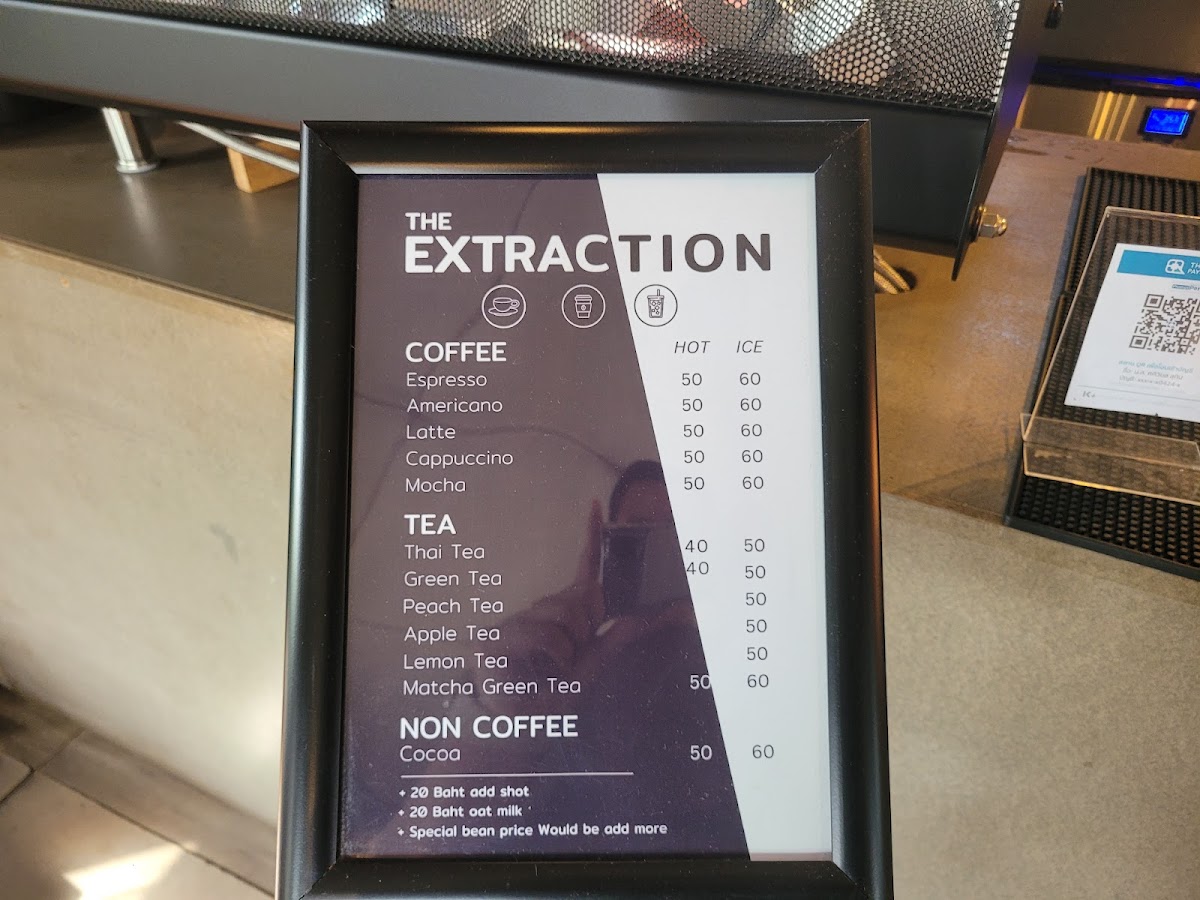 THE
EXTRACTION
COFFEE HOT ICE
Espresso 50 60
Americano 50 60
Latte 50 60
Cappuccino 50 60
Mocha 50 60
TEA
Thai Tea 40 50
Green Tea 40 50
Peach Tea 50
Apple Tea 50
Lemon Tea 50
Matcha Green Tea 50 60
NON COFFEE
Cocoa 50 60
+ 20 Baht add shot
+ 20 Baht oat milk
+ Special bean price Would be add more
TH
PAY